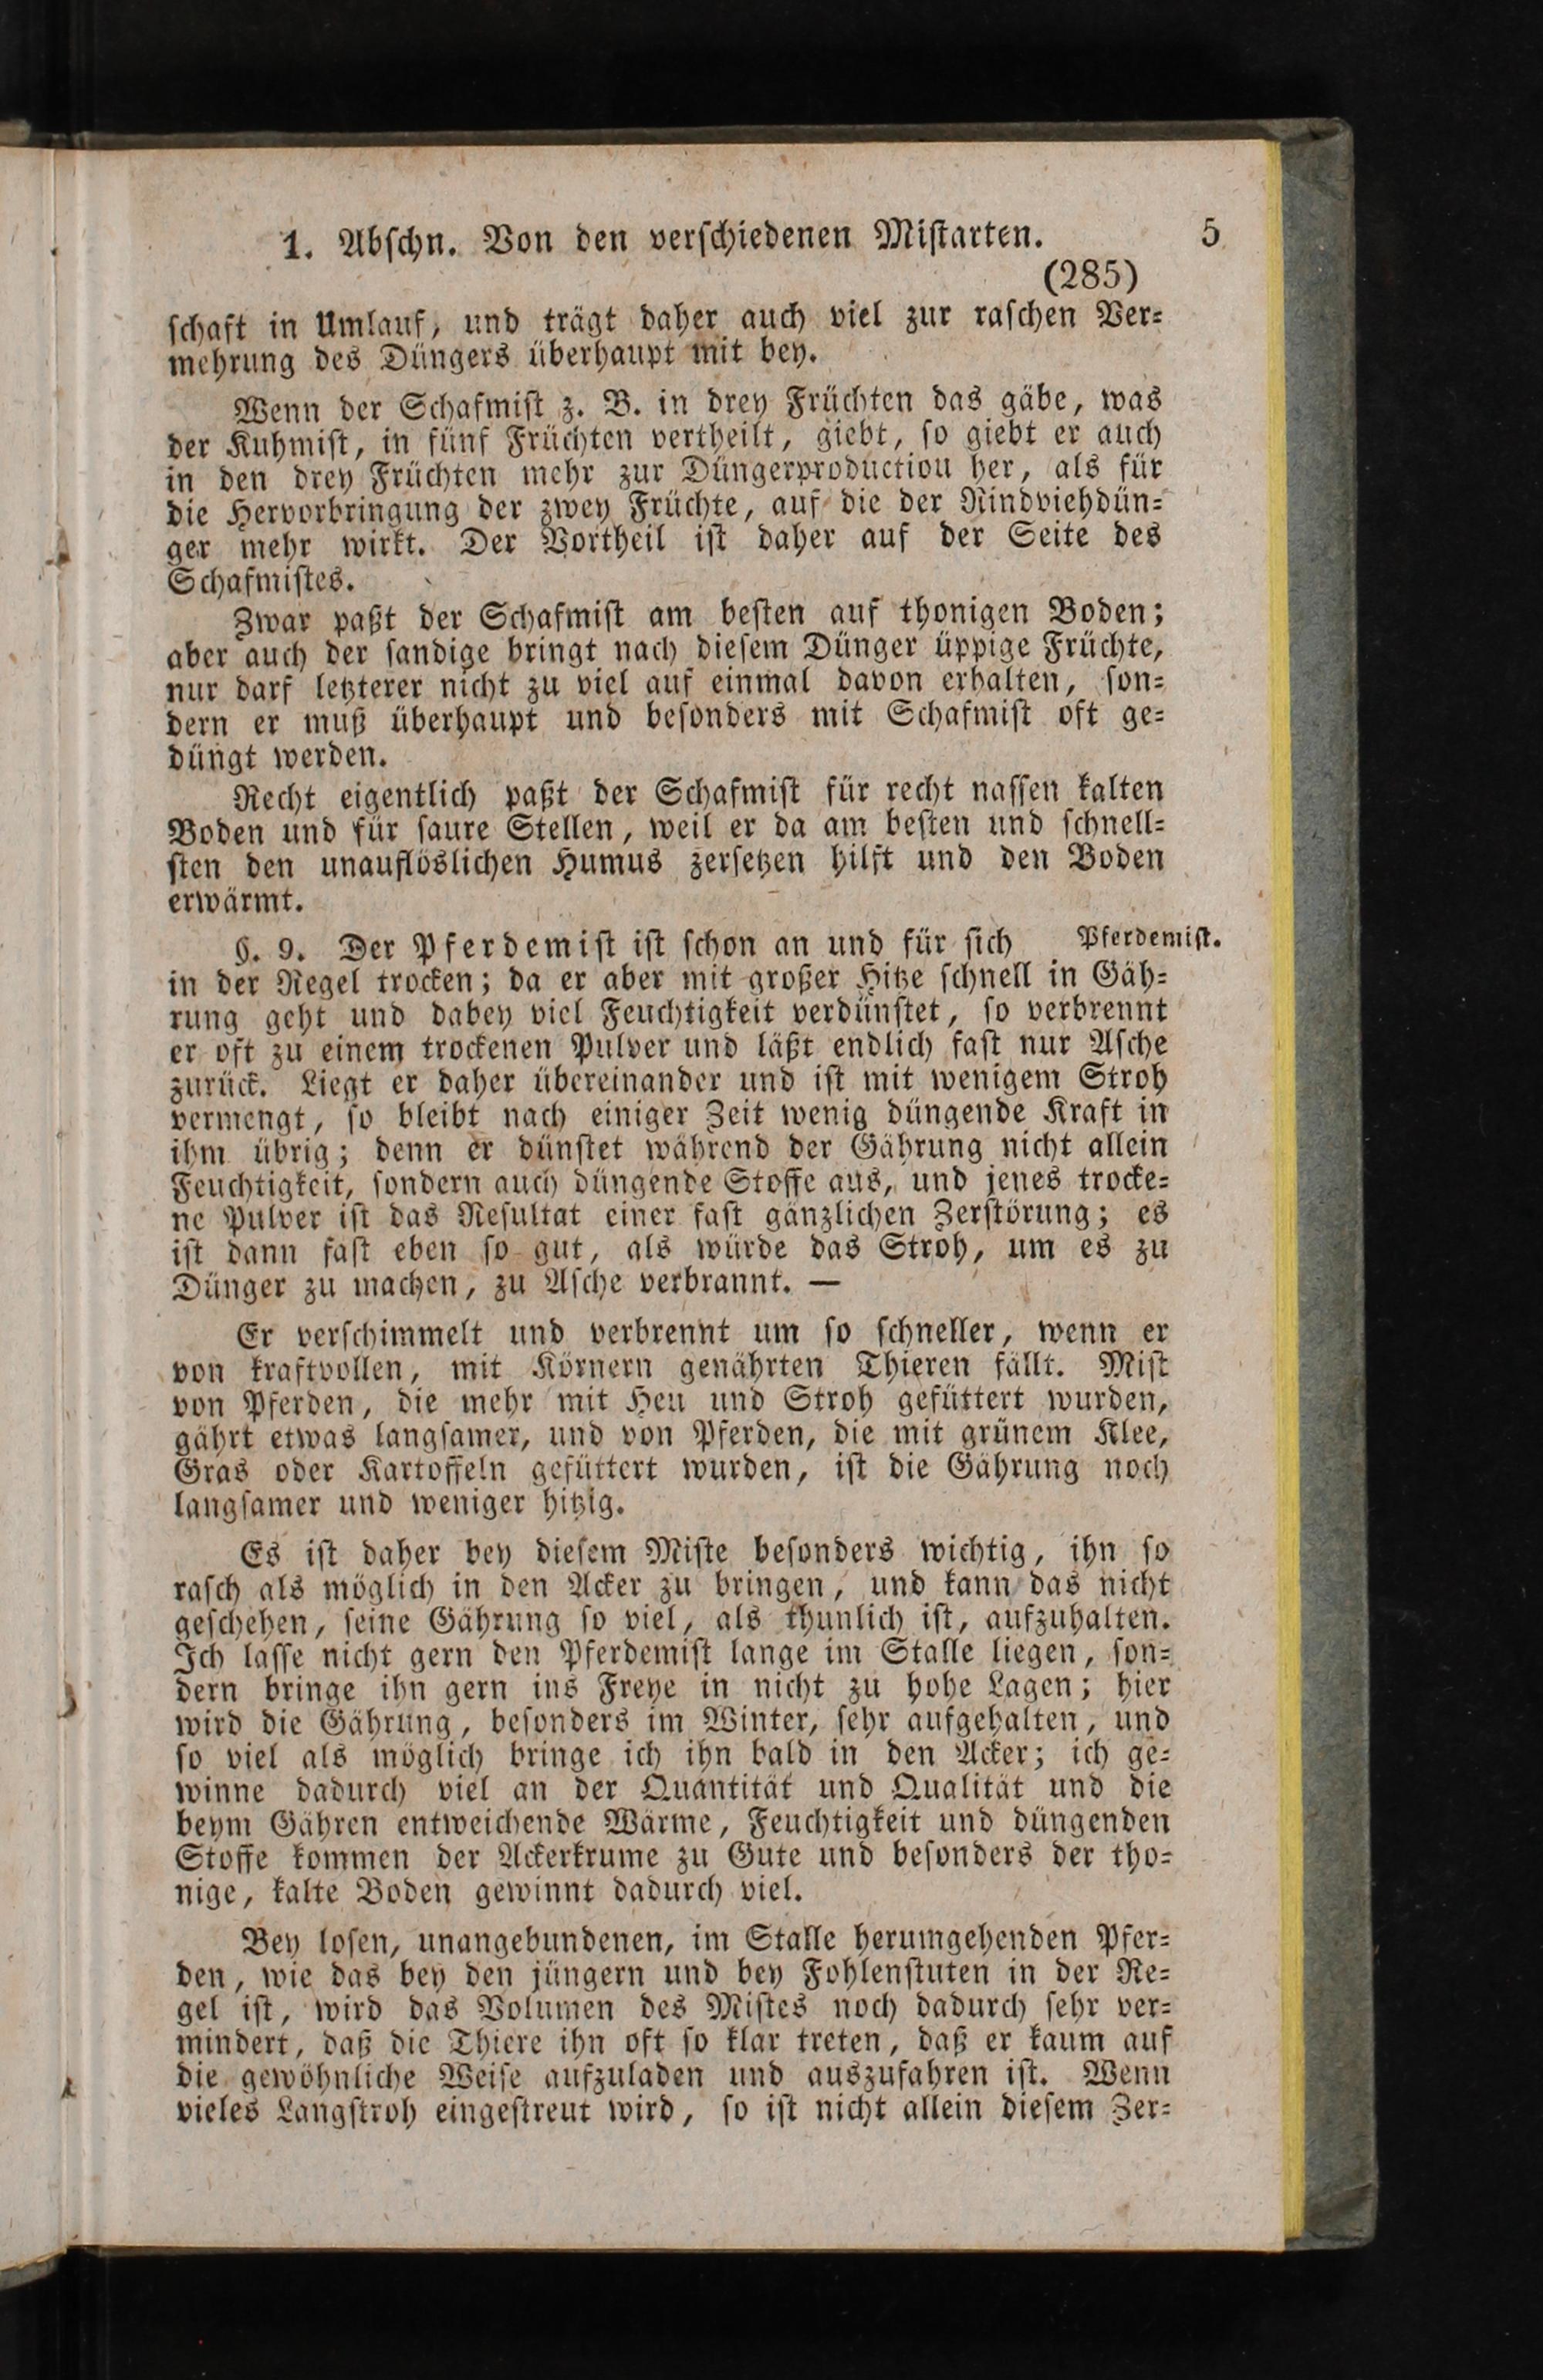 1. Abschn. Von den verschiedenen Mistarten. 5
(285)
schaft in Umlauf, und trägt daher auch viel zur raschen Ver-
mehrung des Düngers überhaupt mit bey.
Wenn der Schafmist z. B. in drey Früchten das gäbe, was
der Kuhmist, in fünf Früchten vertheilt, giebt, so giebt er auch
in den drey Früchten mehr zur Düngerproductiou her, als für
die Hervorbringung der zwey Früchte, auf die der Rindviehdün-
ger mehr wirkt. Der Vortheil ist daher auf der Seite des
Schafmistes.
Zwar paßt der Schafmist am besten auf thonigen Boden;
aber auch der sandige bringt nach diesem Dünger üppige Früchte,
nur darf letzterer nicht zu viel auf einmal davon erhalten, son-
dern er muß überhaupt und besonders mit Schafmist oft ge-
düngt werden.
Recht eigentlich paßt der Schafmist für recht nassen kalten
Boden und für saure Stellen, weil er da am besten und schnell-
sten den unauflöslichen Humus zersetzen hilft und den Boden
erwärmt.
§. 9. Der Pferdemist ist schon an und für sich Pferdemist.
in der Regel trocken; da er aber mit großer Hitze schnell in Gäh-
rung geht und dabey viel Feuchtigkeit verdünstet, so verbrennt
er oft zu einem trockenen Pulver und läßt endlich fast nur Asche
zurück. Liegt er daher übereinander und ist mit wenigem Stroh
vermengt, so bleibt nach einiger Zeit wenig düngende Kraft in
ihm übrig; denn er dünstet während der Gährung nicht allein
Feuchtigkeit, sondern auch düngende Stoffe aus, und jenes trocke-
ne Pulver ist das Resultat einer fast gänzlichen Zerstörung; es
ist dann fast eben so gut, als würde das Stroh, um es zu
Dünger zu machen, zu Asche verbrannt. —
Er verschimmelt und verbrennt um so schneller, wenn er
von kraftvollen, mit Körnern genährten Thieren fällt. Mist
von Pferden, die mehr mit Heu und Stroh gefüttert wurden,
gährt etwas langsamer, und von Pferden, die mit grünem Klee,
Gras oder Kartoffeln gefüttert wurden, ist die Gährung noch
langsamer und weniger hitzig.
Es ist daher bey diesem Miste besonders wichtig, ihn so
rasch als möglich in den Acker zu bringen, und kann das nicht
geschehen, seine Gährung so viel, als thunlich ist, aufzuhalten.
Ich lasse nicht gern den Pferdemist lange im Stalle liegen, son-
dern bringe ihn gern ins Freye in nicht zu hohe Lagen; hier
wird die Gährung, besonders im Winter, sehr aufgehalten, und
so viel als möglich bringe ich ihn bald in den Acker; ich ge-
winne dadurch viel an der Quantität und Qualität und die
beym Gähren entweichende Wärme, Feuchtigkeit und düngenden
Stoffe kommen der Ackerkrume zu Gute und besonders der tho-
nige, kalte Boden gewinnt dadurch viel.
Bey losen, unangebundenen, im Stalle herumgehenden Pfer-
den, wie das bey den jüngern und bey Fohlenstuten in der Re-
gel ist, wird das Volumen des Mistes noch dadurch sehr ver-
mindert, daß die Thiere ihn oft so klar treten, daß er kaum auf
die gewöhnliche Weise aufzuladen und auszufahren ist. Wenn
vieles Langstroh eingestreut wird, so ist nicht allein diesem Zer-